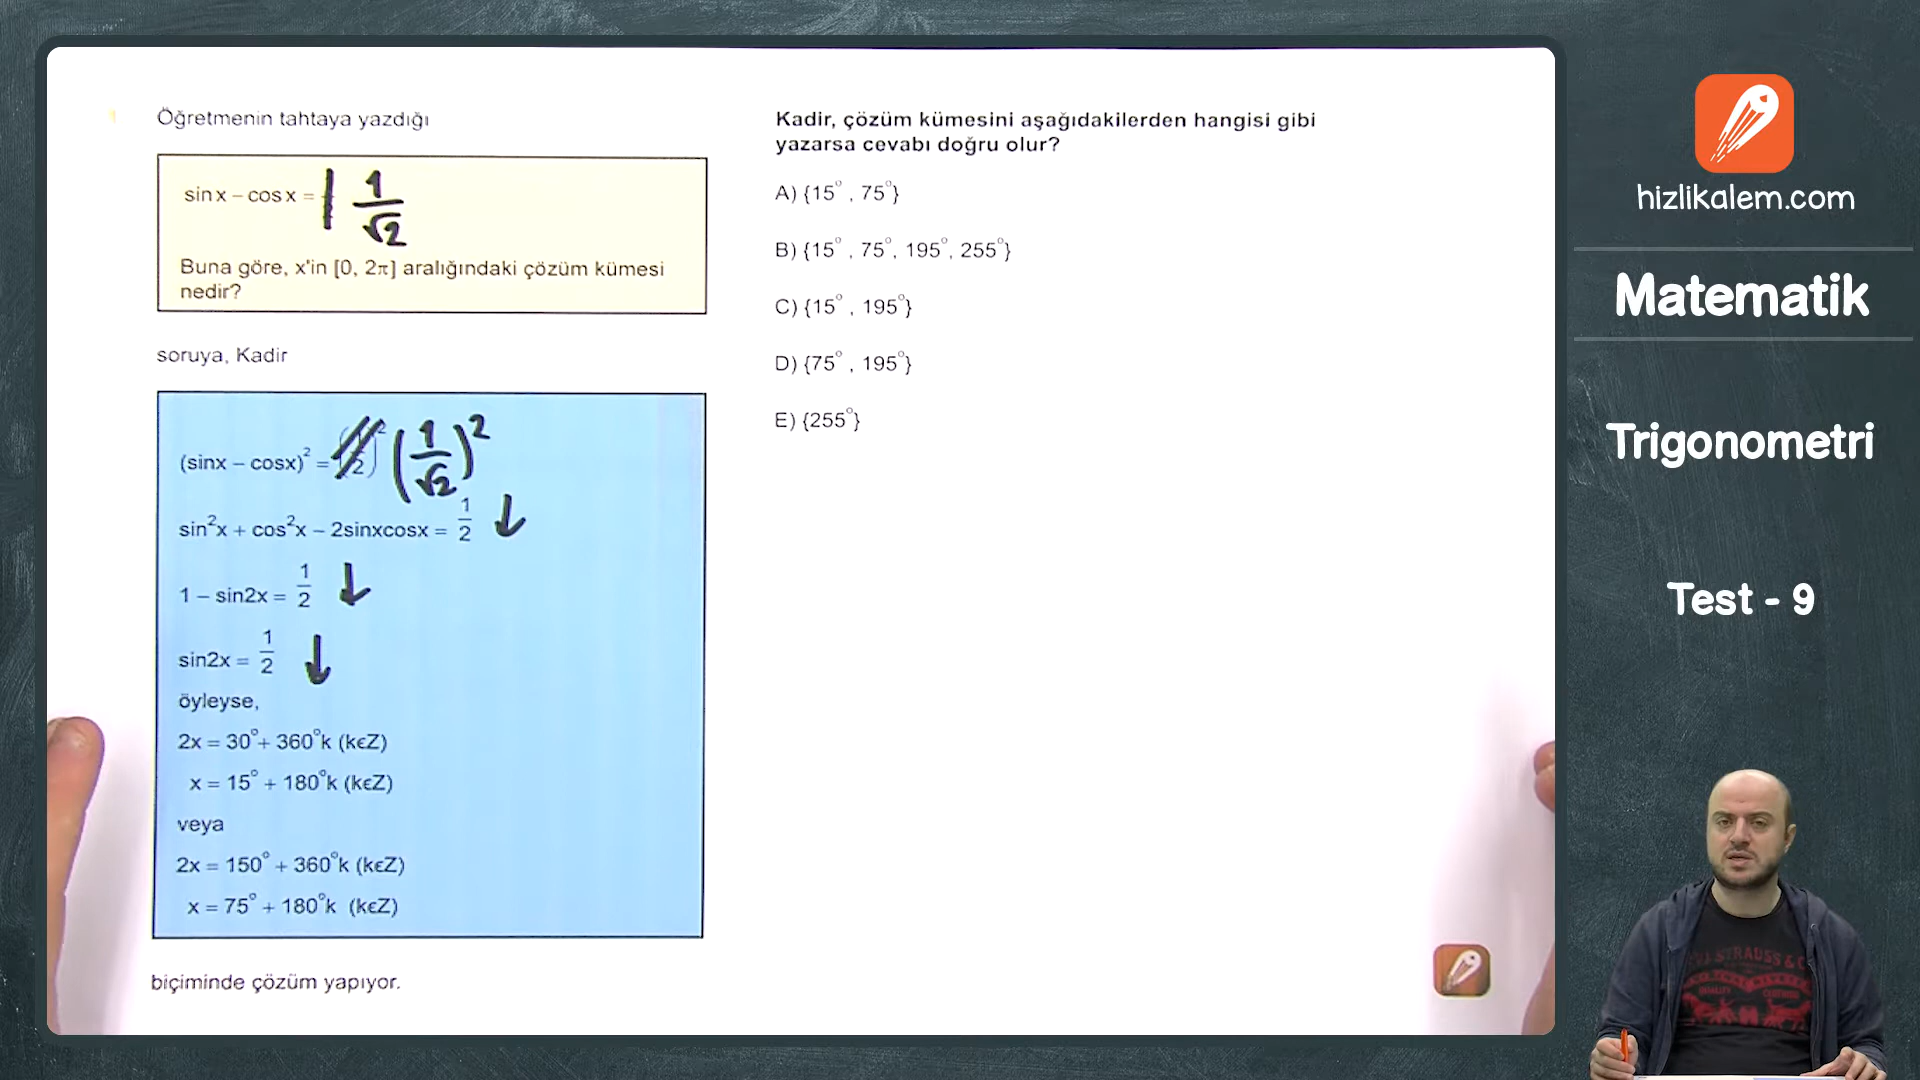 1
Öğretmenin tahtaya yazdığı
sinx – cosx = 1/√2
Buna göre, x'in [0, 2π] aralığındaki çözüm kümesi
nedir?
soruya, Kadir
(sinx – cosx)² = (1/√2)²
sin²x + cos²x – 2sinxcosx = 1/2
1 – sin2x = 1/2
sin2x = 1/2
öyleyse,
2x = 30° + 360°k (kϵZ)
x = 15° + 180°k (kϵZ)
veya
2x = 150° + 360°k (kϵZ)
x = 75° + 180°k (kϵZ)
biçiminde çözüm yapıyor.
Kadir, çözüm kümesini aşağıdakilerden hangisi gibi
yazarsa cevabı doğru olur?
A) {15° , 75°}
B) {15° , 75°, 195°, 255°}
C) {15° , 195°}
D) {75° , 195°}
E) {255°}
hizlikalem.com
Matematik
Trigonometri
Test - 9
STRAUSS & C